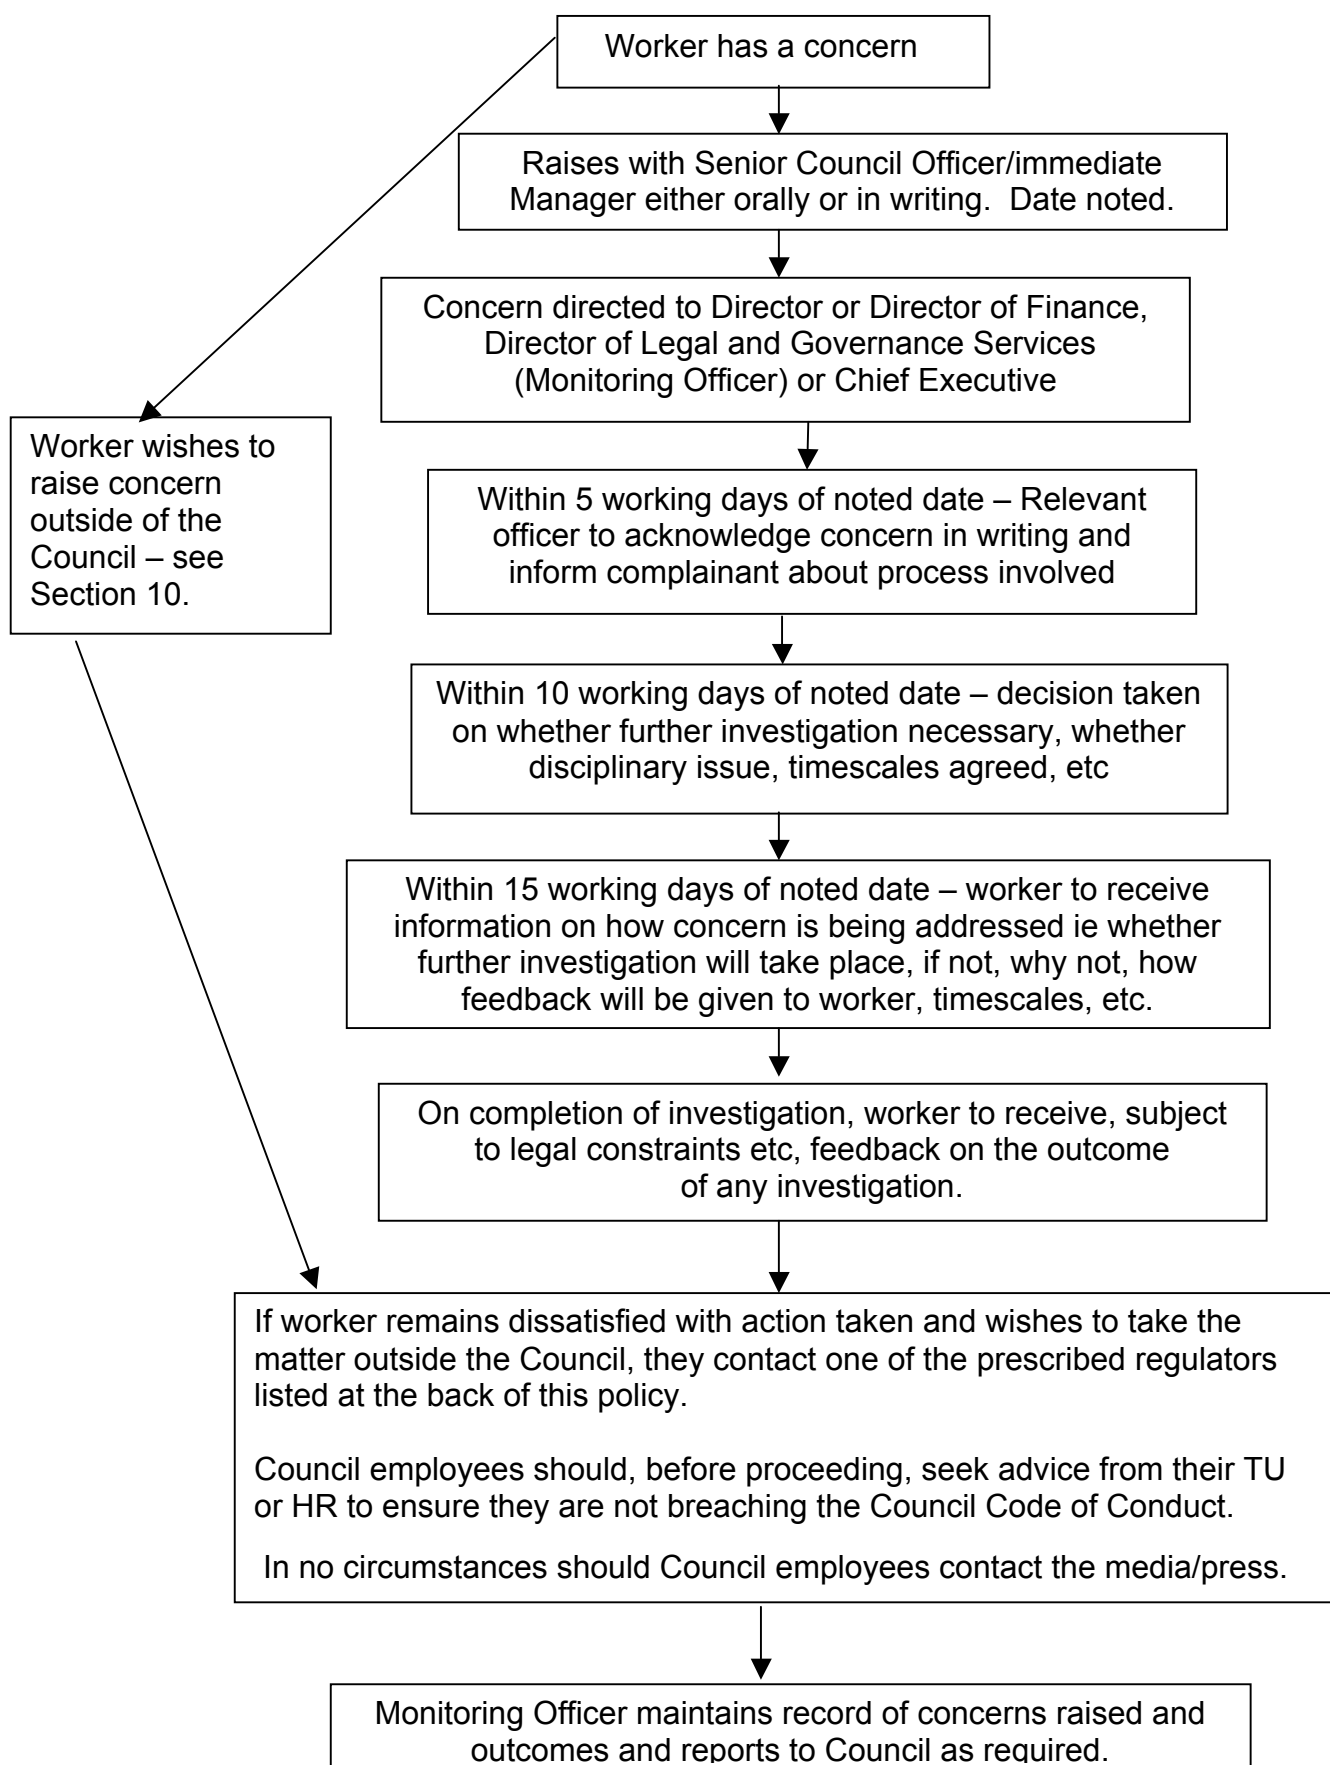 Worker has a concern
Raises with Senior Council Officer/immediate
Manager either orally or in writing.  Date noted.
Concern directed to Director or Director of Finance,
Director of Legal and Governance Services
(Monitoring Officer) or Chief Executive
Worker wishes to
raise concern
outside of the
Council – see
Section 10.
Within 5 working days of noted date – Relevant
officer to acknowledge concern in writing and
inform complainant about process involved
Within 10 working days of noted date – decision taken
on whether further investigation necessary, whether
disciplinary issue, timescales agreed, etc
Within 15 working days of noted date – worker to receive
information on how concern is being addressed ie whether
further investigation will take place, if not, why not, how
feedback will be given to worker, timescales, etc.
On completion of investigation, worker to receive, subject
to legal constraints etc, feedback on the outcome
of any investigation.
If worker remains dissatisfied with action taken and wishes to take the
matter outside the Council, they contact one of the prescribed regulators
listed at the back of this policy.
Council employees should, before proceeding, seek advice from their TU
or HR to ensure they are not breaching the Council Code of Conduct.
In no circumstances should Council employees contact the media/press.
Monitoring Officer maintains record of concerns raised and
outcomes and reports to Council as required.